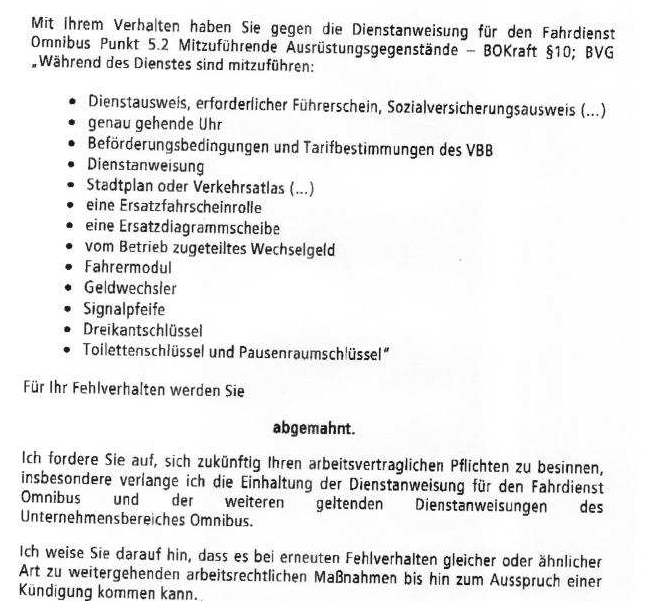 Mit Ihrem Verhalten haben Sie gegen die Dienstanweisung für den Fahrdienst
Omnibus Punkt 5.2 Mitzuführende Ausrüstungsgegenstände – BOKraft §10; BVG
„Während des Dienstes sind mitzuführen:
• Dienstausweis, erforderlicher Führerschein, Sozialversicherungsausweis (...)
• genau gehende Uhr
• Beförderungsbedingungen und Tarifbestimmungen des VBB
• Dienstanweisung
• Stadtplan oder Verkehrsatlas (...)
• eine Ersatzfahrscheinrolle
• eine Ersatzdiagrammscheibe
• vom Betrieb zugeteiltes Wechselgeld
• Fahrermodul
• Geldwechsler
• Signalpfeife
• Dreikantschlüssel
• Toilettenschlüssel und Pausenraumschlüssel“
Für Ihr Fehlverhalten werden Sie
abgemahnt.
Ich fordere Sie auf, sich zukünftig Ihren arbeitsvertraglichen Pflichten zu besinnen,
insbesondere verlange ich die Einhaltung der Dienstanweisung für den Fahrdienst
Omnibus und der weiteren geltenden Dienstanweisungen des
Unternehmensbereiches Omnibus.
Ich weise Sie darauf hin, dass es bei erneuten Fehlverhalten gleicher oder ähnlicher
Art zu weitergehenden arbeitsrechtlichen Maßnahmen bis hin zum Ausspruch einer
Kündigung kommen kann.